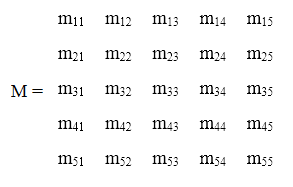 m₁₁ m₁₂ m₁₃ m₁₄ m₁₅
m₂₁ m₂₂ m₂₃ m₂₄ m₂₅
M = m₃₁ m₃₂ m₃₃ m₃₄ m₃₅
m₄₁ m₄₂ m₄₃ m₄₄ m₄₅
m₅₁ m₅₂ m₅₃ m₅₄ m₅₅